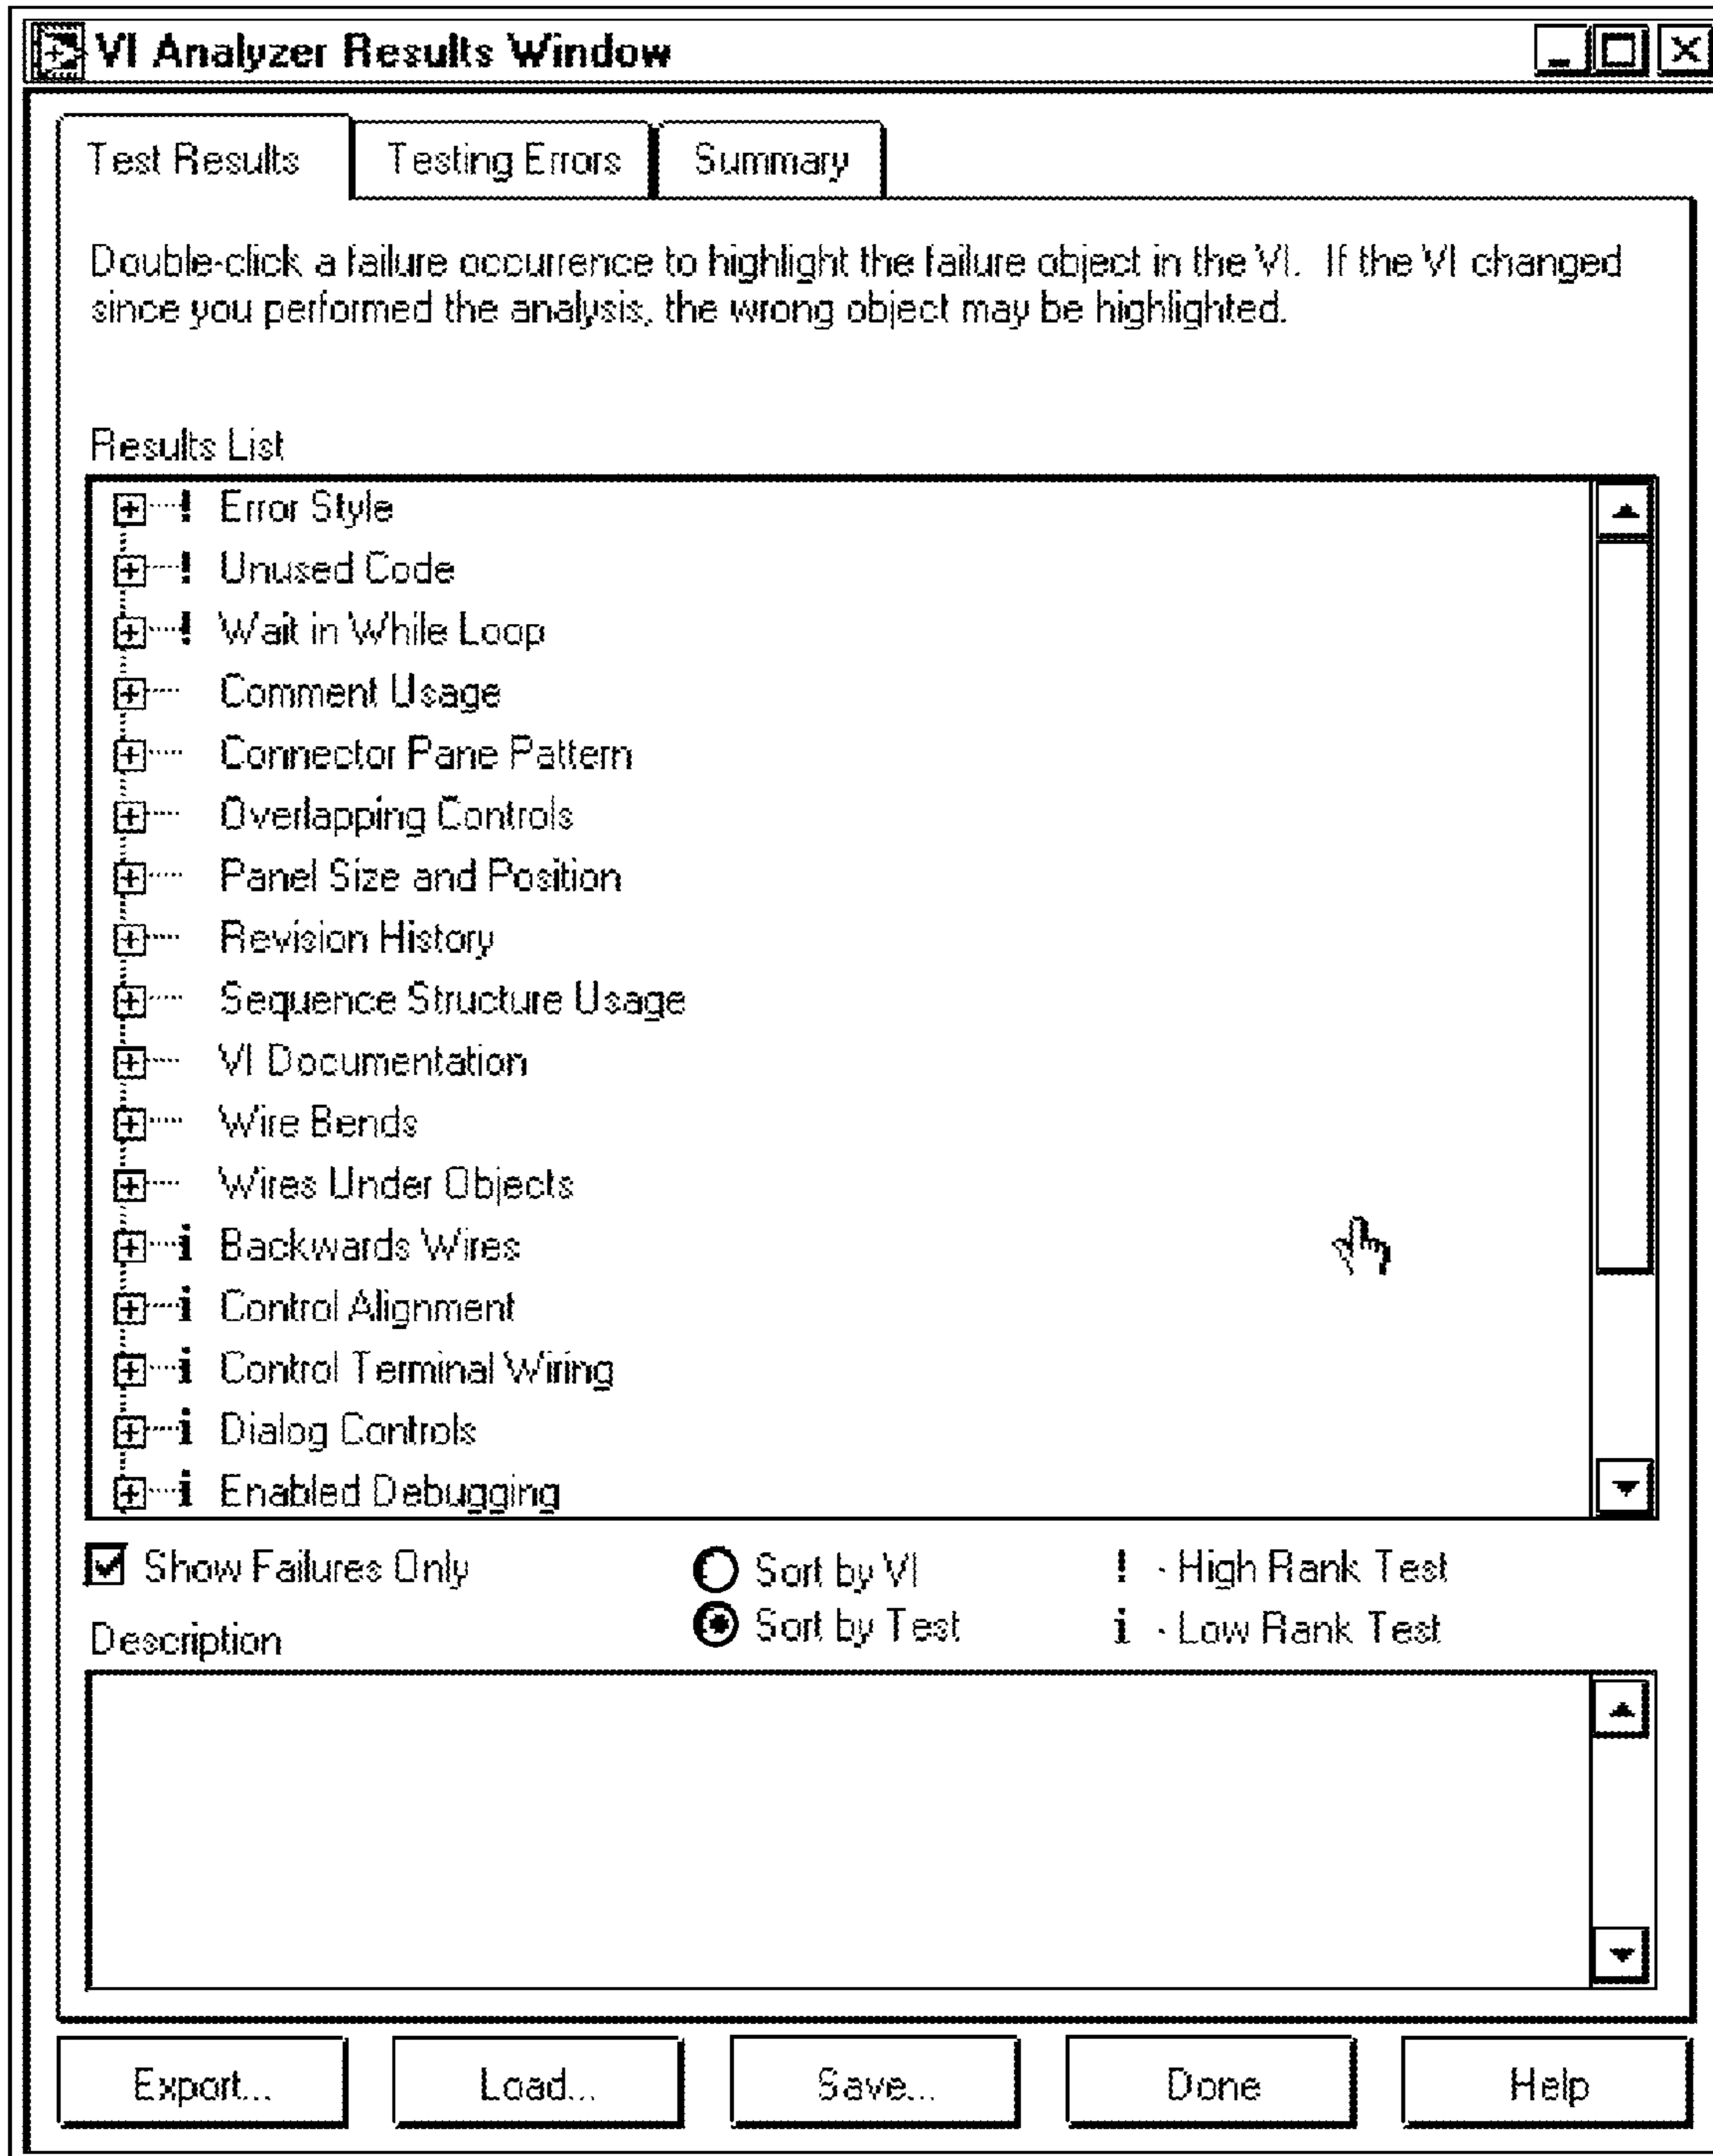 VI Analyzer Results Window
Test Results Testing Errors Summary
Double-click a failure occurrence to highlight the failure object in the VI. If the VI changed
since you performed the analysis, the wrong object may be highlighted.
Results List
! Error Style
! Unused Code
! Wait in While Loop
Comment Usage
Connector Pane Pattern
Overlapping Controls
Panel Size and Position
Revision History
Sequence Structure Usage
VI Documentation
Wire Bends
Wires Under Objects
i Backwards Wires
i Control Alignment
i Control Terminal Wiring
i Dialog Controls
i Enabled Debugging
Show Failures Only Sort by VI ! - High Rank Test
Description Sort by Test i - Low Rank Test
Export... Load... Save... Done Help